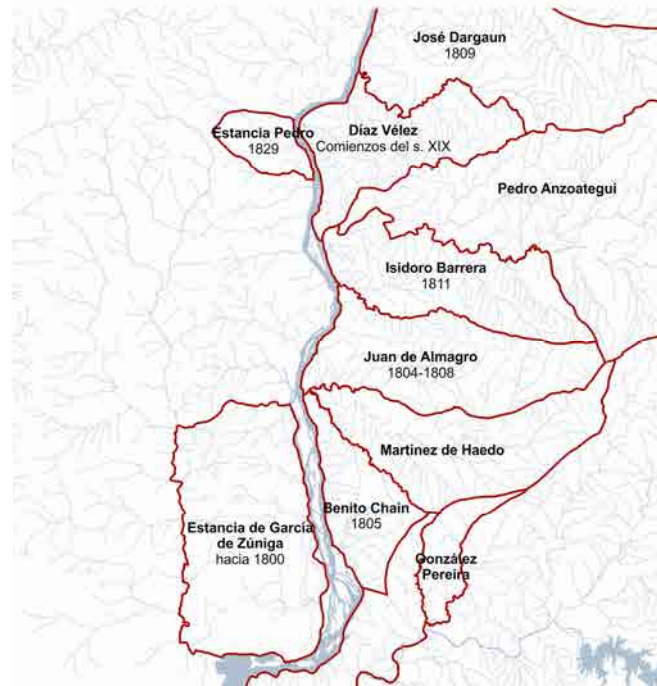 José Dargaun
1809
Díaz Vélez
Comienzos del s. XIX
Estancia Pedro
1829
Pedro Anzoategui
Isidoro Barrera
1811
Juan de Almagro
1804-1808
Martinez de Haedo
Benito Chain
1805
Estancia de García
de Zúniga
hacia 1800
González
Pereira